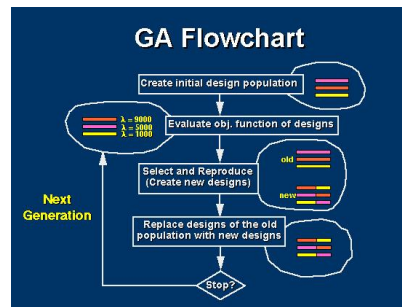 GA Flowchart
Create initial design population
λ = 9000
λ = 5000
λ = 1000
Evaluate obj. function of designs
Select and Reproduce
(Create new designs)
old
new
Next
Generation
Replace designs of the old
population with new designs
Stop?